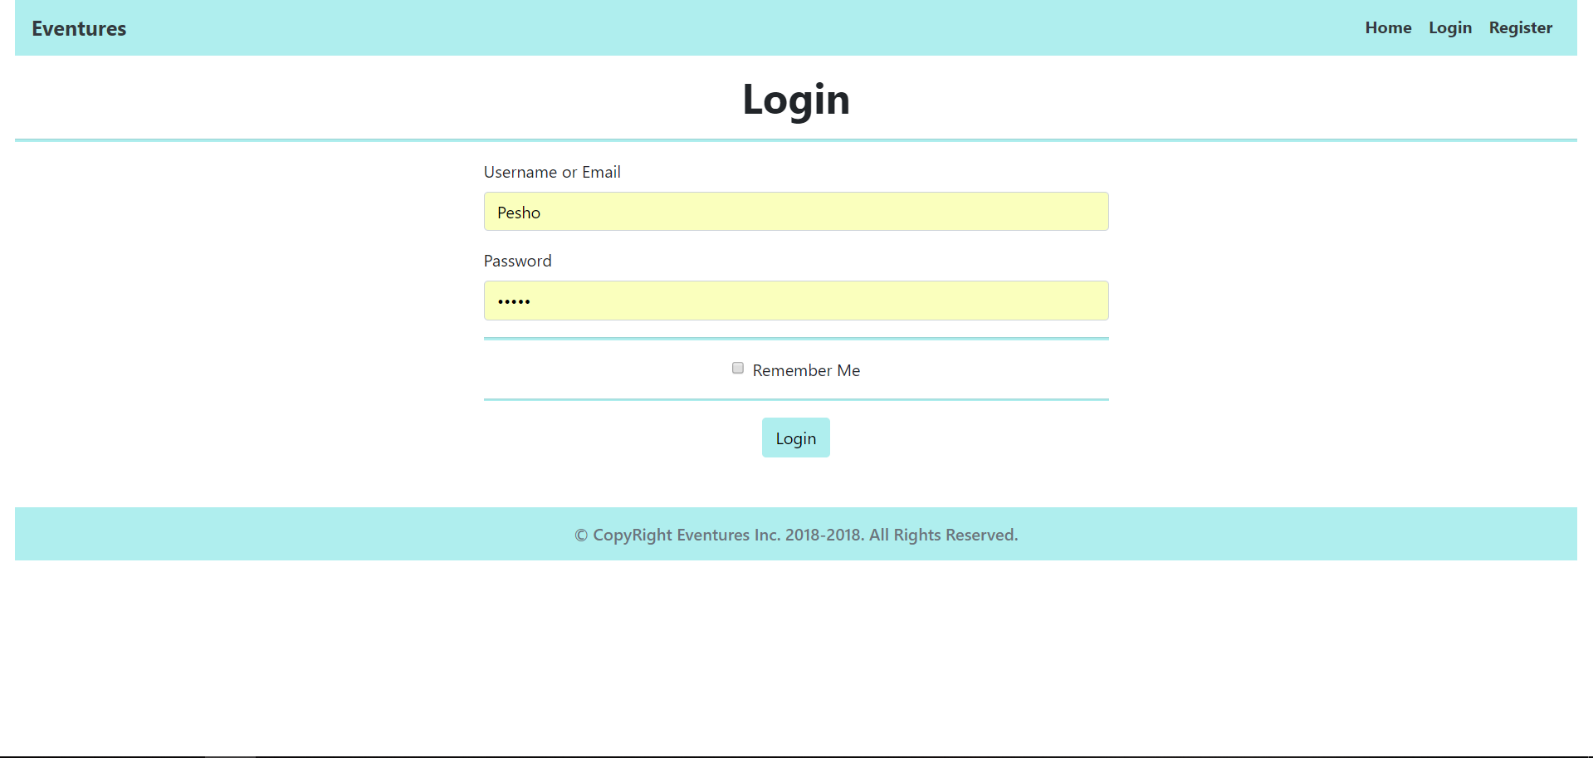 Eventures Home Login Register
Login
Username or Email
Pesho
Password
•••••
Remember Me
Login
© CopyRight Eventures Inc. 2018-2018. All Rights Reserved.